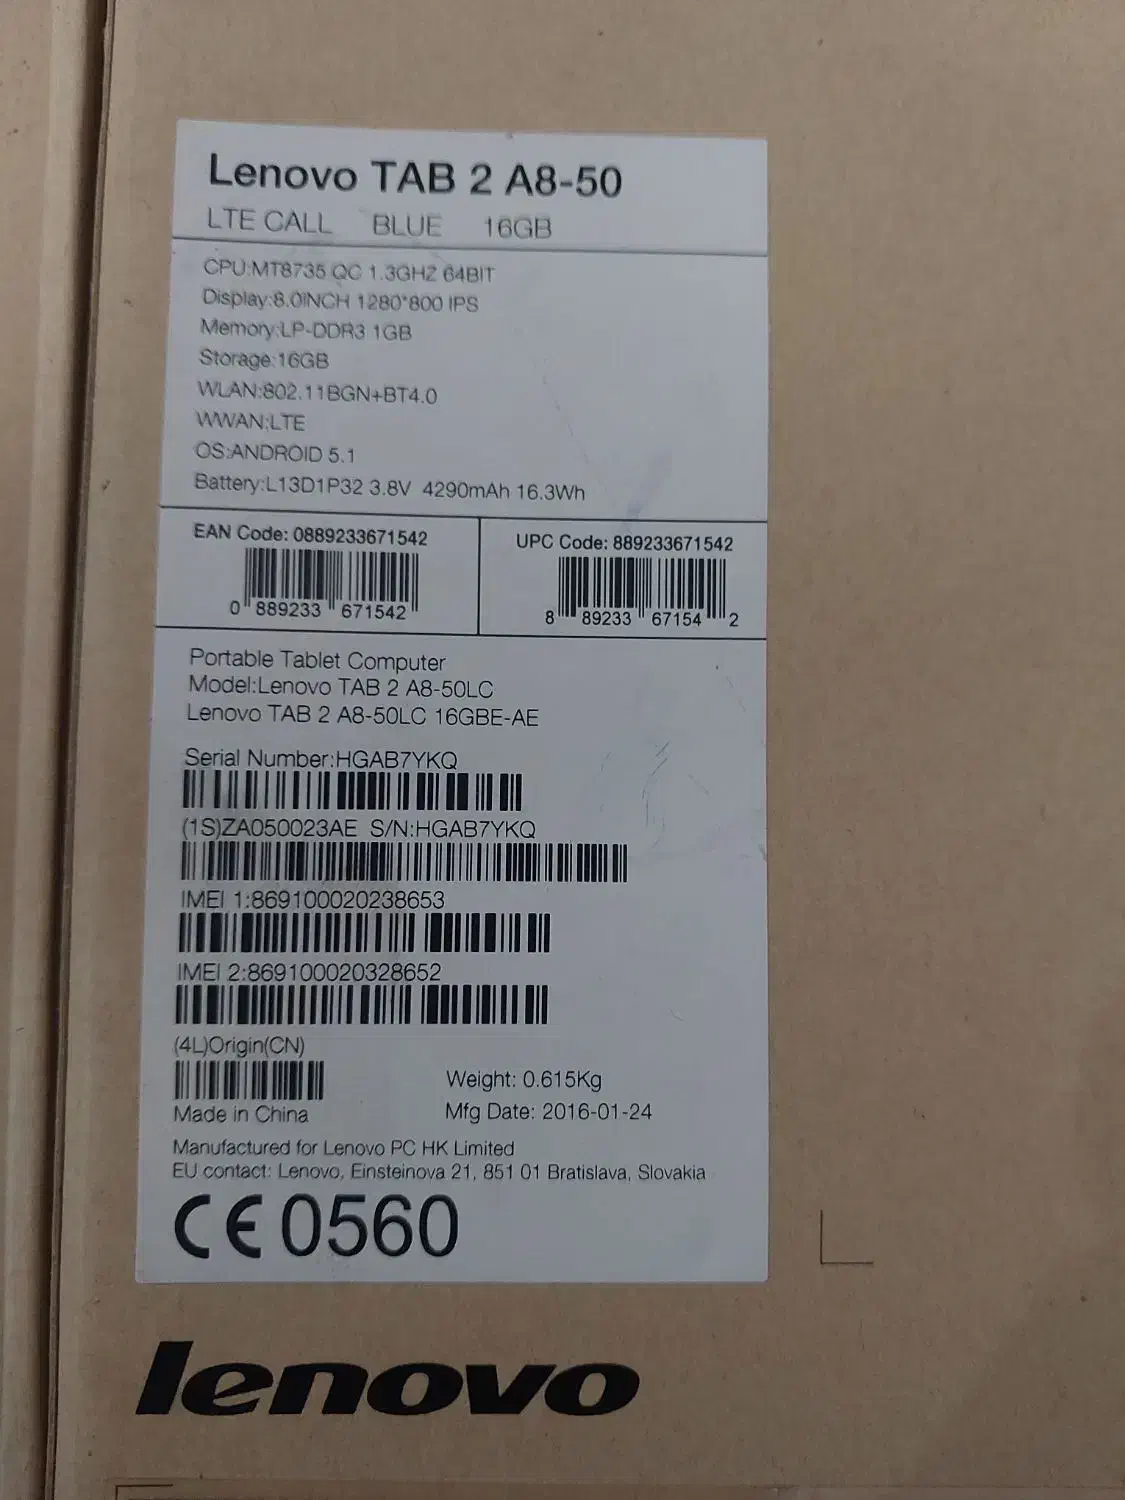 Lenovo TAB 2 A8-50
LTE CALL BLUE 16GB
CPU:MT8735 QC 1.3GHZ 64BIT
Display:8.0INCH 1280*800 IPS
Memory:LP-DDR3 1GB
Storage:16GB
WLAN:802.11BGN+BT4.0
WWAN:LTE
OS:ANDROID 5.1
Battery:L13D1P32 3.8V 4290mAh 16.3Wh
EAN Code: 0889233671542
0 889233 671542
UPC Code: 889233671542
8 89233 67154 2
Portable Tablet Computer
Model:Lenovo TAB 2 A8-50LC
Lenovo TAB 2 A8-50LC 16GBE-AE
Serial Number:HGAB7YKQ
(1S)ZA050023AE S/N:HGAB7YKQ
IMEI 1:869100020238653
IMEI 2:869100020328652
(4L)Origin(CN)
Made in China
Weight: 0.615Kg
Mfg Date: 2016-01-24
Manufactured for Lenovo PC HK Limited
EU contact: Lenovo, Einsteinova 21, 851 01 Bratislava, Slovakia
CE0560
lenovo